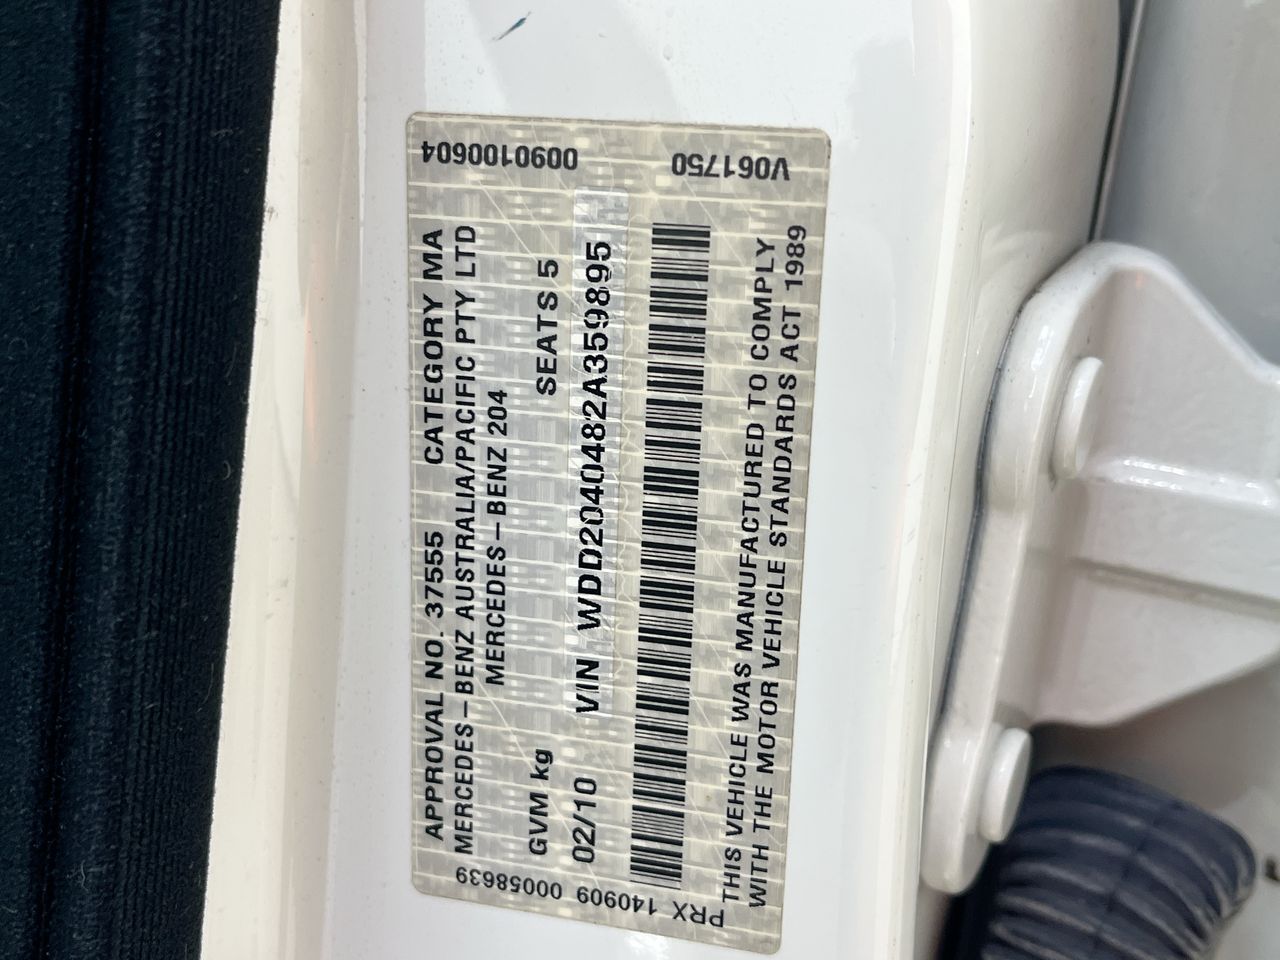 APPROVAL NO. 37555 CATEGORY MA
MERCEDES-BENZ AUSTRALIA/PACIFIC PTY LTD
MERCEDES-BENZ 204
GVM kg SEATS 5
02/10 VIN WDD2040482A359895
THIS VEHICLE WAS MANUFACTURED TO COMPLY
WITH THE MOTOR VEHICLE STANDARDS ACT 1989
0090100604
V061750
PRX 140909 00058639